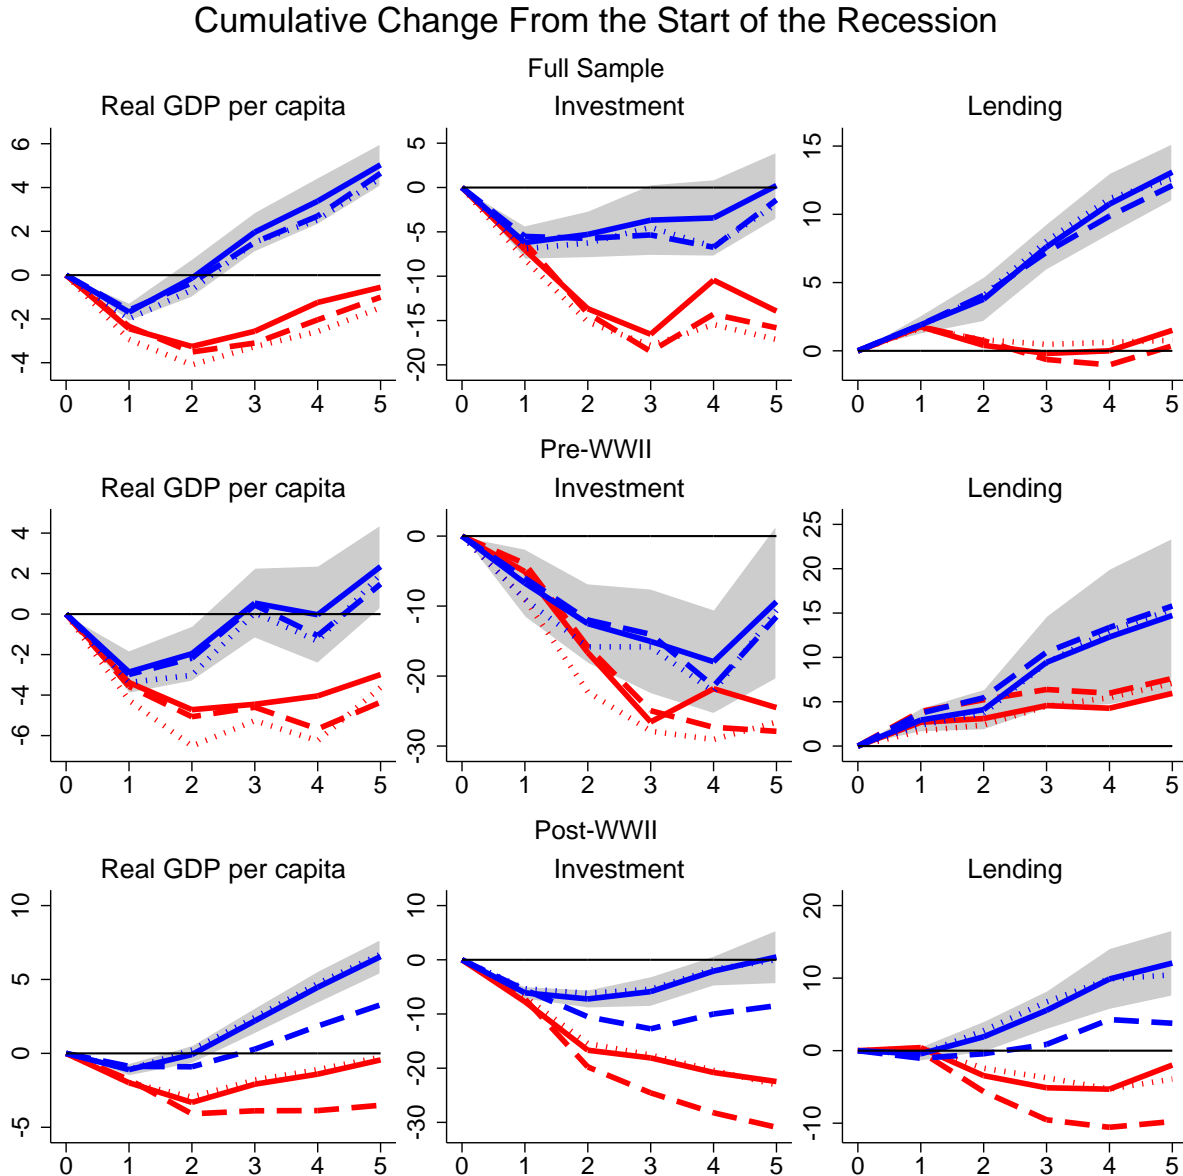 Cumulative Change From the Start of the Recession
Full Sample
Real GDP per capita
Investment
Lending
6
4
2
0
-2
-4
0 1 2 3 4 5
5
0
-5
-10
-15
-20
0 1 2 3 4 5
15
10
5
0
0 1 2 3 4 5
Pre-WWII
Real GDP per capita
Investment
Lending
4
2
0
-2
-4
-6
0 1 2 3 4 5
0
-10
-20
-30
0 1 2 3 4 5
25
20
15
10
5
0
0 1 2 3 4 5
Post-WWII
Real GDP per capita
Investment
Lending
10
5
0
-5
0 1 2 3 4 5
10
0
-10
-20
-30
0 1 2 3 4 5
20
10
0
-10
0 1 2 3 4 5